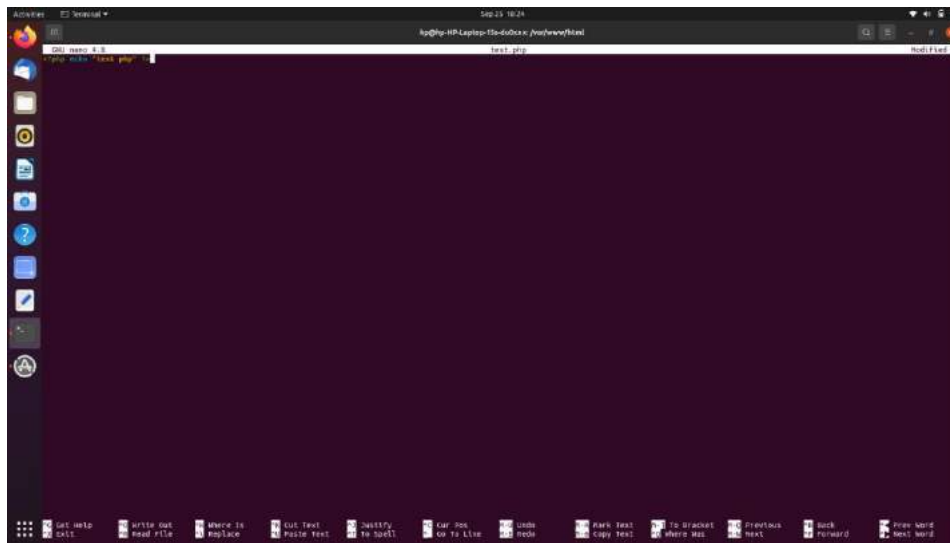 Activities Terminal Sep 25 18:24
hp@hp-HP-Laptop-15s-du0xxx: /var/www/html
GNU nano 4.8 test.php Modified
<?php echo "test php" ?>
Get Help Write Out Where Is Cut Text Justify Cur Pos Undo Mark Text To Bracket Previous Back Prev Word
Exit Read File Replace Paste Text To Spell Go To Line Redo Copy Text Where Was Next Forward Next Word